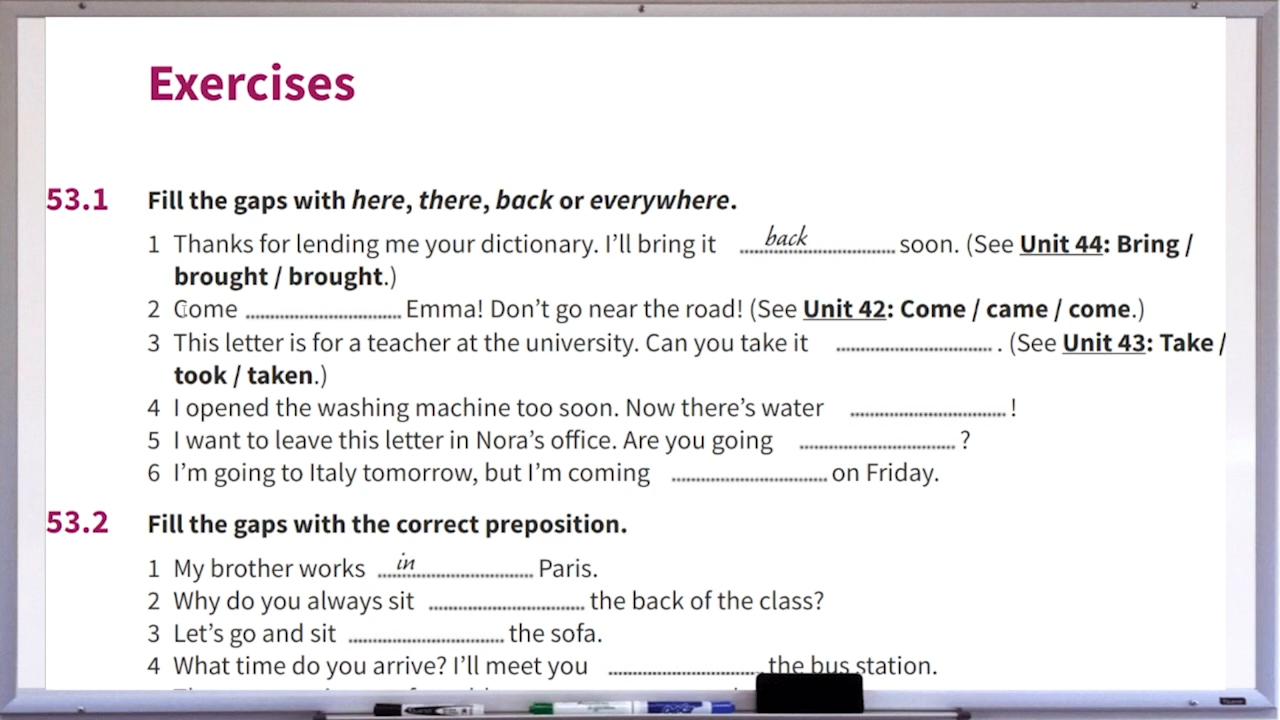 Exercises
53.1 Fill the gaps with here, there, back or everywhere.
1 Thanks for lending me your dictionary. I’ll bring it back soon. (See Unit 44: Bring /
brought / brought.)
2 Come ................ Emma! Don’t go near the road! (See Unit 42: Come / came / come.)
3 This letter is for a teacher at the university. Can you take it ................ . (See Unit 43: Take /
took / taken.)
4 I opened the washing machine too soon. Now there’s water ................ !
5 I want to leave this letter in Nora’s office. Are you going ................ ?
6 I’m going to Italy tomorrow, but I’m coming ................ on Friday.
53.2 Fill the gaps with the correct preposition.
1 My brother works in Paris.
2 Why do you always sit ................ the back of the class?
3 Let’s go and sit ................ the sofa.
4 What time do you arrive? I’ll meet you ................ the bus station.